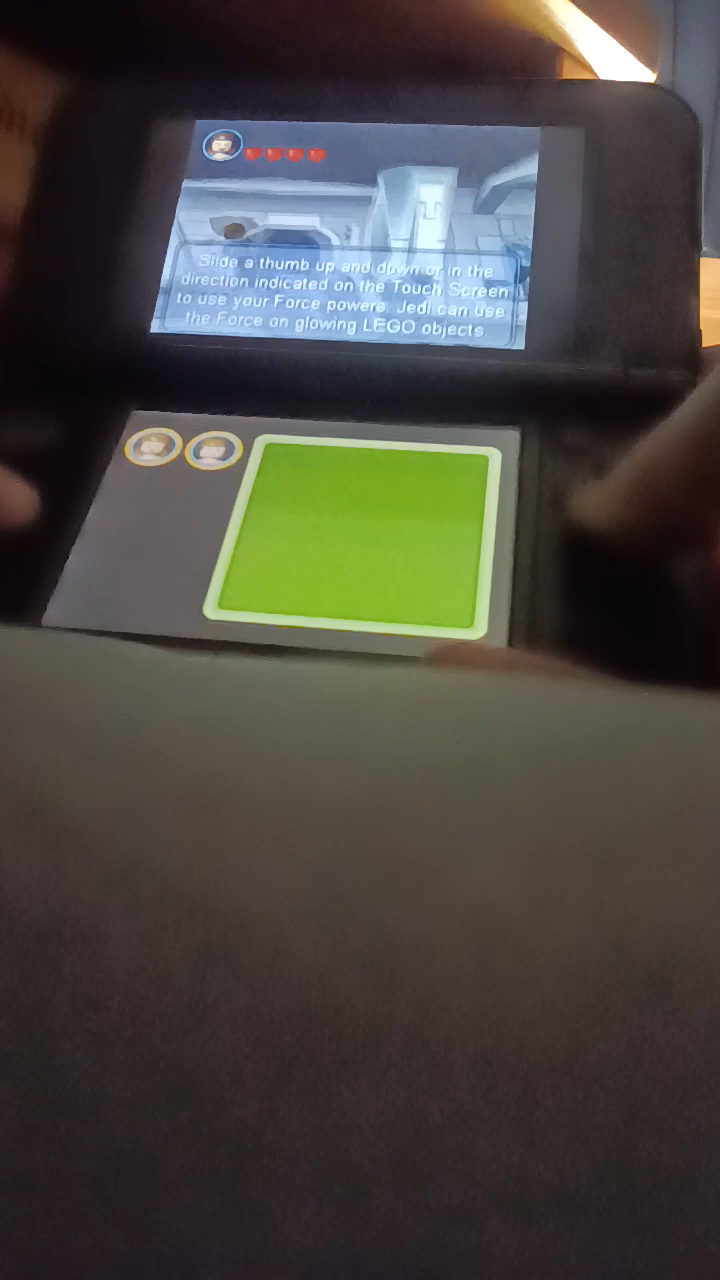 Slide a thumb up and down or in the
direction indicated on the Touch Screen
to use your Force powers. Jedi can use
the Force on glowing LEGO objects.